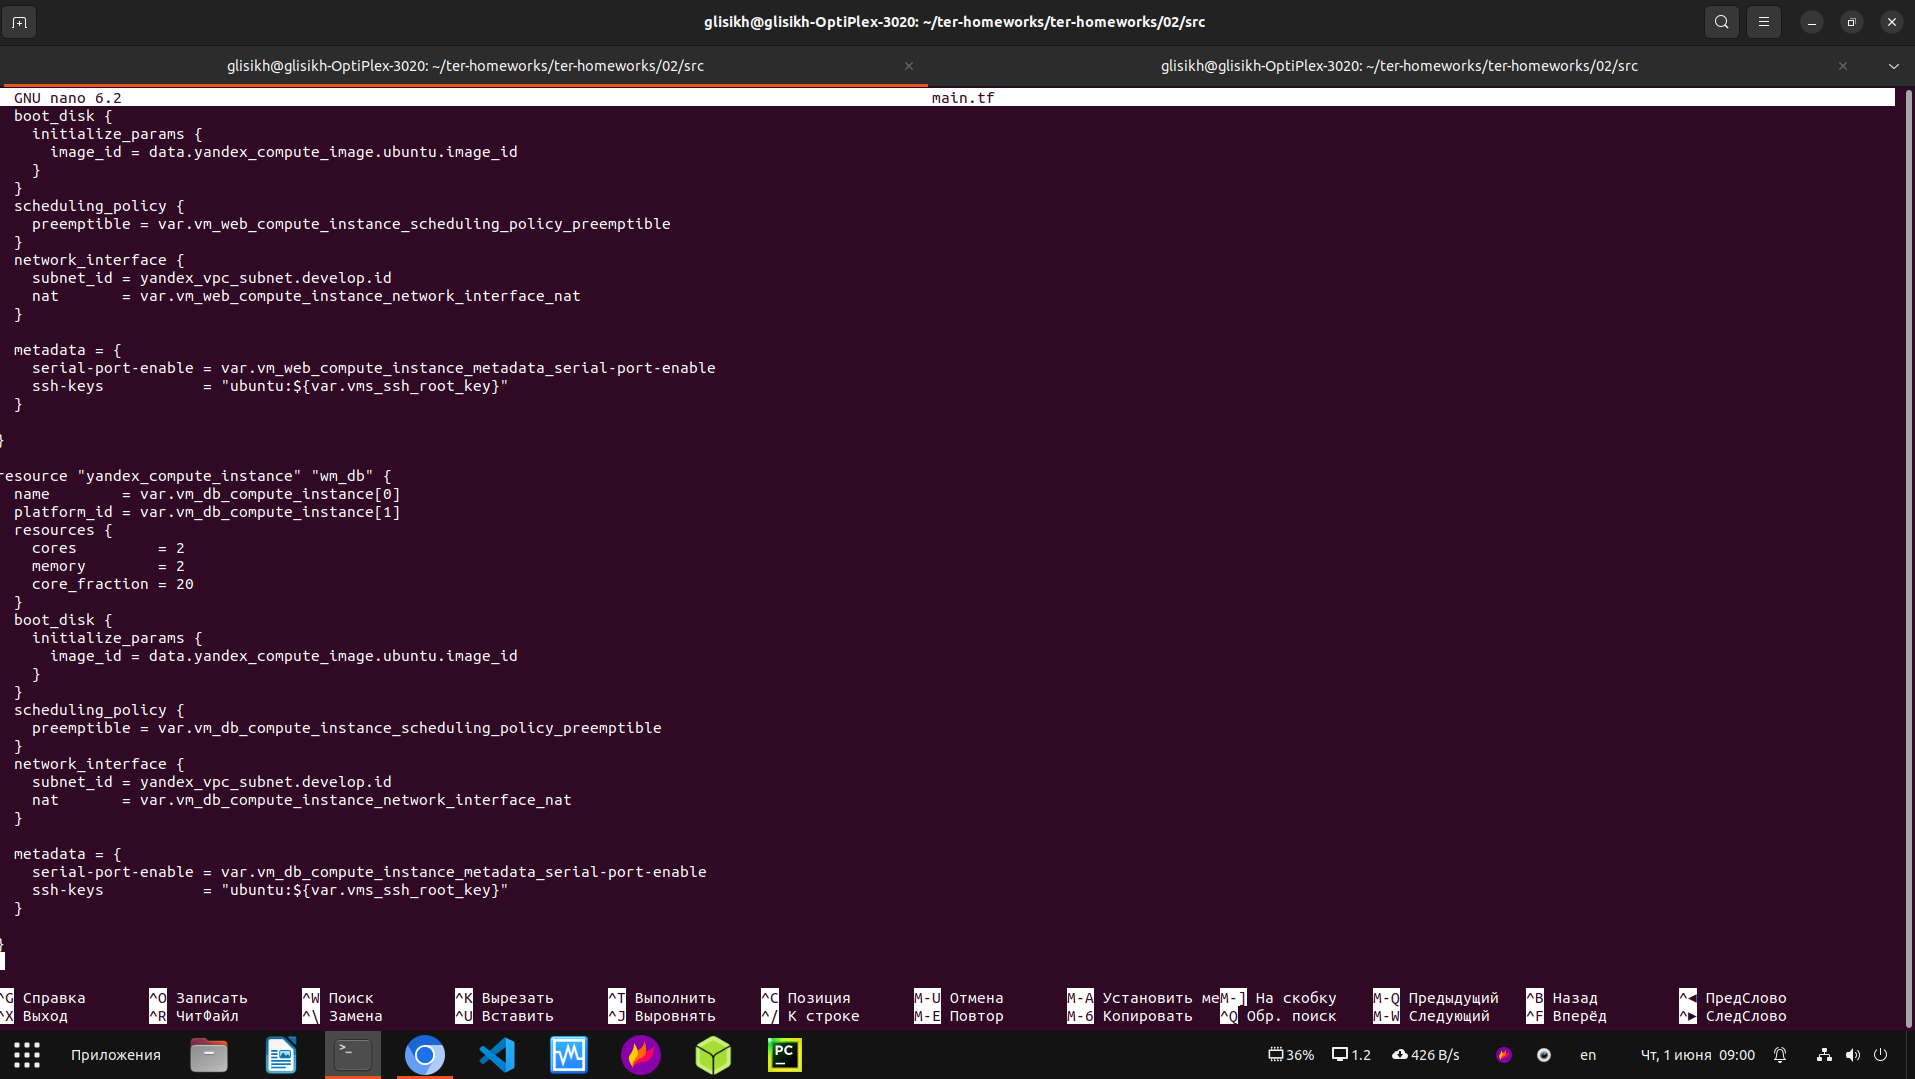 glisikh@glisikh-OptiPlex-3020: ~/ter-homeworks/ter-homeworks/02/src
glisikh@glisikh-OptiPlex-3020: ~/ter-homeworks/ter-homeworks/02/src
glisikh@glisikh-OptiPlex-3020: ~/ter-homeworks/ter-homeworks/02/src
GNU nano 6.2 main.tf
boot_disk {
initialize_params {
image_id = data.yandex_compute_image.ubuntu.image_id
}
}
scheduling_policy {
preemptible = var.vm_web_compute_instance_scheduling_policy_preemptible
}
network_interface {
subnet_id = yandex_vpc_subnet.develop.id
nat       = var.vm_web_compute_instance_network_interface_nat
}
metadata = {
serial-port-enable = var.vm_web_compute_instance_metadata_serial-port-enable
ssh-keys           = "ubuntu:${var.vms_ssh_root_key}"
}
}
resource "yandex_compute_instance" "wm_db" {
name        = var.vm_db_compute_instance[0]
platform_id = var.vm_db_compute_instance[1]
resources {
cores         = 2
memory        = 2
core_fraction = 20
}
boot_disk {
initialize_params {
image_id = data.yandex_compute_image.ubuntu.image_id
}
}
scheduling_policy {
preemptible = var.vm_db_compute_instance_scheduling_policy_preemptible
}
network_interface {
subnet_id = yandex_vpc_subnet.develop.id
nat       = var.vm_db_compute_instance_network_interface_nat
}
metadata = {
serial-port-enable = var.vm_db_compute_instance_metadata_serial-port-enable
ssh-keys           = "ubuntu:${var.vms_ssh_root_key}"
}
}
^G Справка ^O Записать ^W Поиск ^K Вырезать ^T Выполнить ^C Позиция M-U Отмена M-A Установить ме M-] На скобку M-Q Предыдущий ^B Назад ^◄ ПредСлово
^X Выход ^R ЧитФайл ^\ Замена ^U Вставить ^J Выровнять ^/ К строке M-E Повтор M-6 Копировать ^Q Обр. поиск M-W Следующий ^F Вперёд ^► СледСлово
Приложения >_ PC 36% 1.2 426 B/s en Чт, 1 июня 09:00